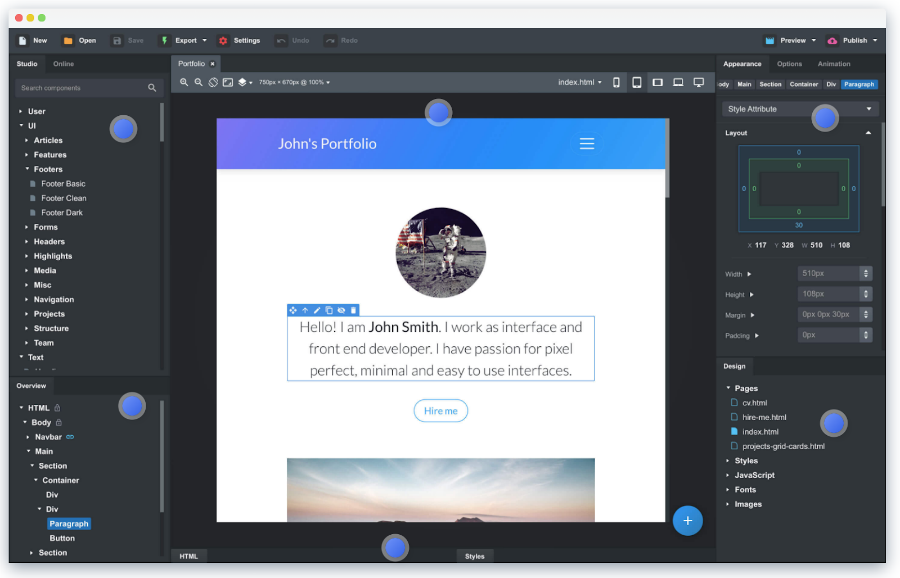 New Open Save Export Settings Undo Redo Preview Publish
Studio Online
Search components
User
UI
Articles
Features
Footers
Footer Basic
Footer Clean
Footer Dark
Forms
Headers
Highlights
Media
Misc
Navigation
Projects
Structure
Team
Text
Overview
HTML
Body
Navbar
Main
Section
Container
Div
Div
Paragraph
Button
Section
Portfolio
750px × 670px @ 100% index.html
John's Portfolio
Hello! I am John Smith. I work as interface and
front end developer. I have passion for pixel
perfect, minimal and easy to use interfaces.
Hire me
+
HTML Styles
Appearance Options Animation
ody Main Section Container Div Paragraph
Style Attribute
Layout
0
0
0 0 0 0
0
30
X 117 Y 328 W 510 H 108
Width 510px
Height 108px
Margin 0px 0px 30px
Padding 0px
Design
Pages
cv.html
hire-me.html
index.html
projects-grid-cards.html
Styles
JavaScript
Fonts
Images